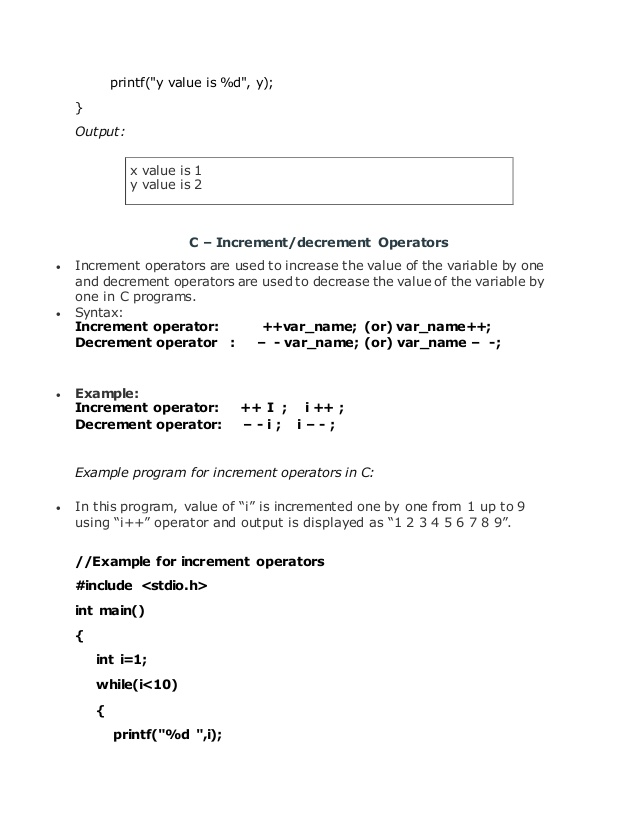 printf("y value is %d", y);
}
Output:
x value is 1
y value is 2
C – Increment/decrement Operators
• Increment operators are used to increase the value of the variable by one
and decrement operators are used to decrease the value of the variable by
one in C programs.
• Syntax:
Increment operator: ++var_name; (or) var_name++;
Decrement operator : – - var_name; (or) var_name – -;
• Example:
Increment operator: ++ I ; i ++ ;
Decrement operator: – - i ; i – - ;
Example program for increment operators in C:
• In this program, value of “i” is incremented one by one from 1 up to 9
using “i++” operator and output is displayed as “1 2 3 4 5 6 7 8 9”.
//Example for increment operators
#include <stdio.h>
int main()
{
int i=1;
while(i<10)
{
printf("%d ",i);